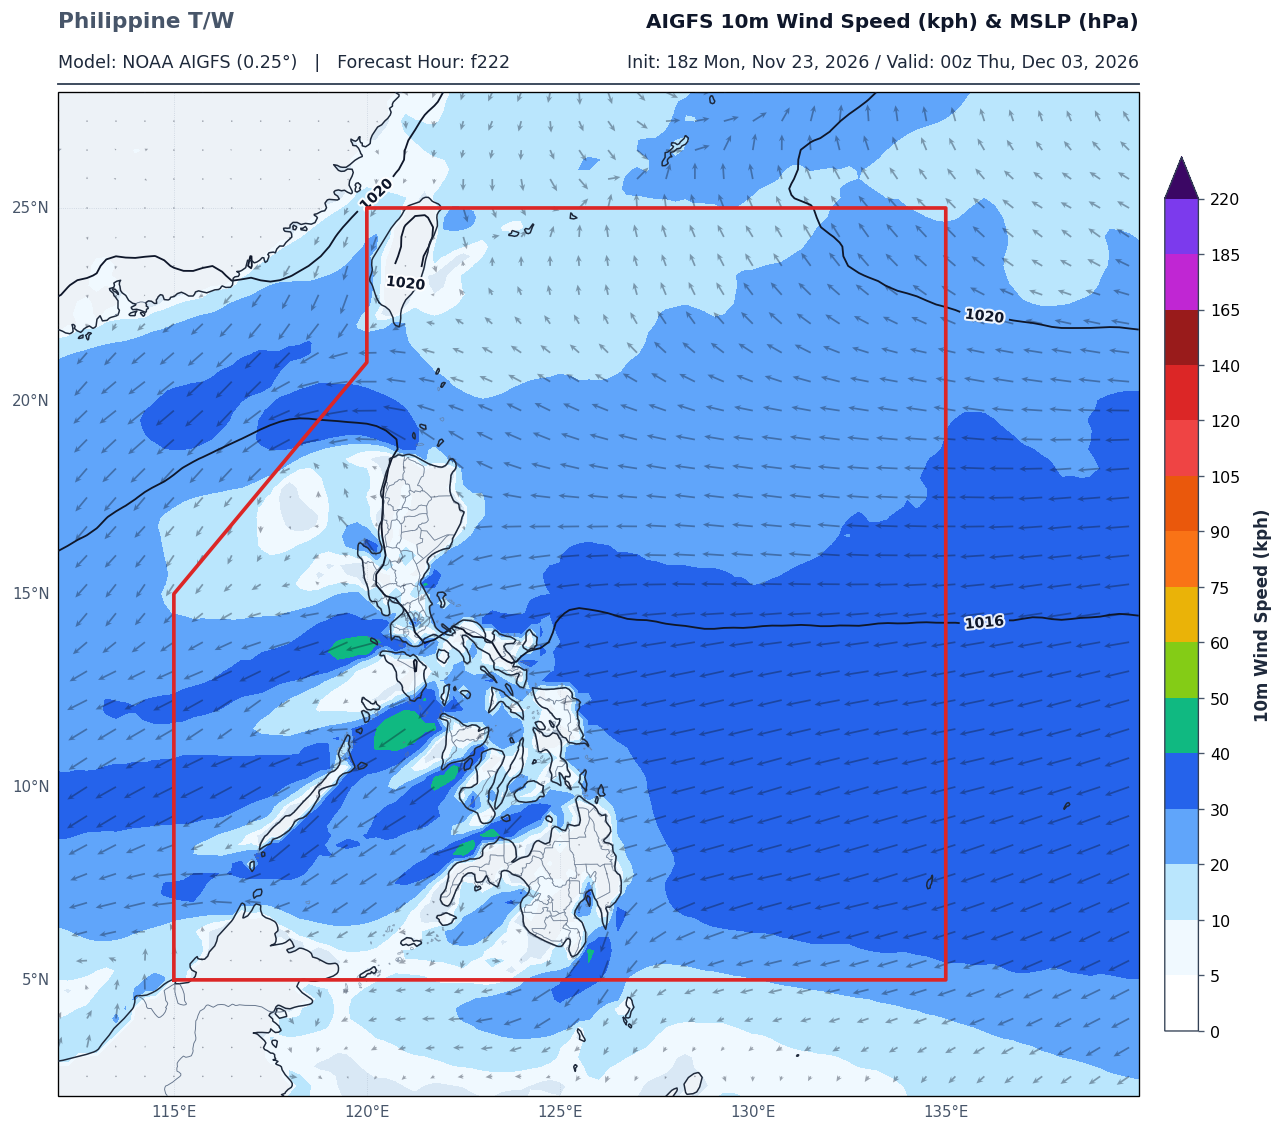 Philippine T/W
AIGFS 10m Wind Speed (kph) & MSLP (hPa)
Model: NOAA AIGFS (0.25°) | Forecast Hour: f222
Init: 18z Mon, Nov 23, 2026 / Valid: 00z Thu, Dec 03, 2026
1020
1020
1020
1016
25°N
20°N
15°N
10°N
5°N
115°E
120°E
125°E
130°E
135°E
220
185
165
140
120
105
90
75
60
50
40
30
20
10
5
0
10m Wind Speed (kph)